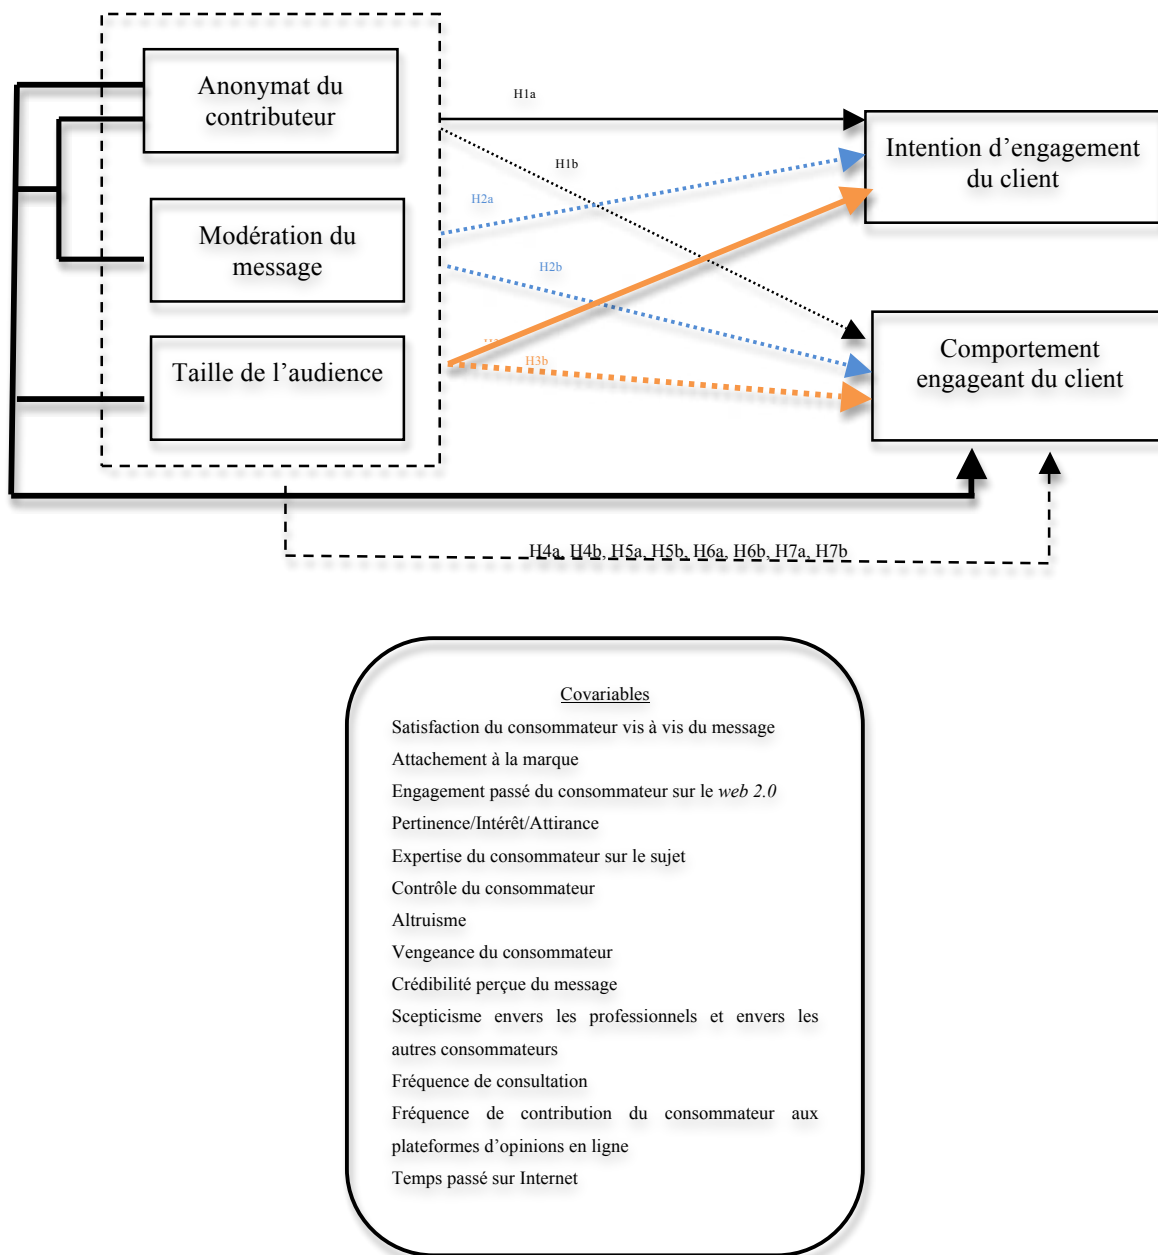 Anonymat du
contributeur
H1a
Intention d’engagement
du client
H1b
H2a
Modération du
message
H2b
H3b
Taille de l’audience
Comportement
engageant du client
H4a, H4b, H5a, H5b, H6a, H6b, H7a, H7b
Covariables
Satisfaction du consommateur vis à vis du message
Attachement à la marque
Engagement passé du consommateur sur le web 2.0
Pertinence/Intérêt/Attirance
Expertise du consommateur sur le sujet
Contrôle du consommateur
Altruisme
Vengeance du consommateur
Crédibilité perçue du message
Scepticisme envers les professionnels et envers les
autres consommateurs
Fréquence de consultation
Fréquence de contribution du consommateur aux
plateformes d’opinions en ligne
Temps passé sur Internet